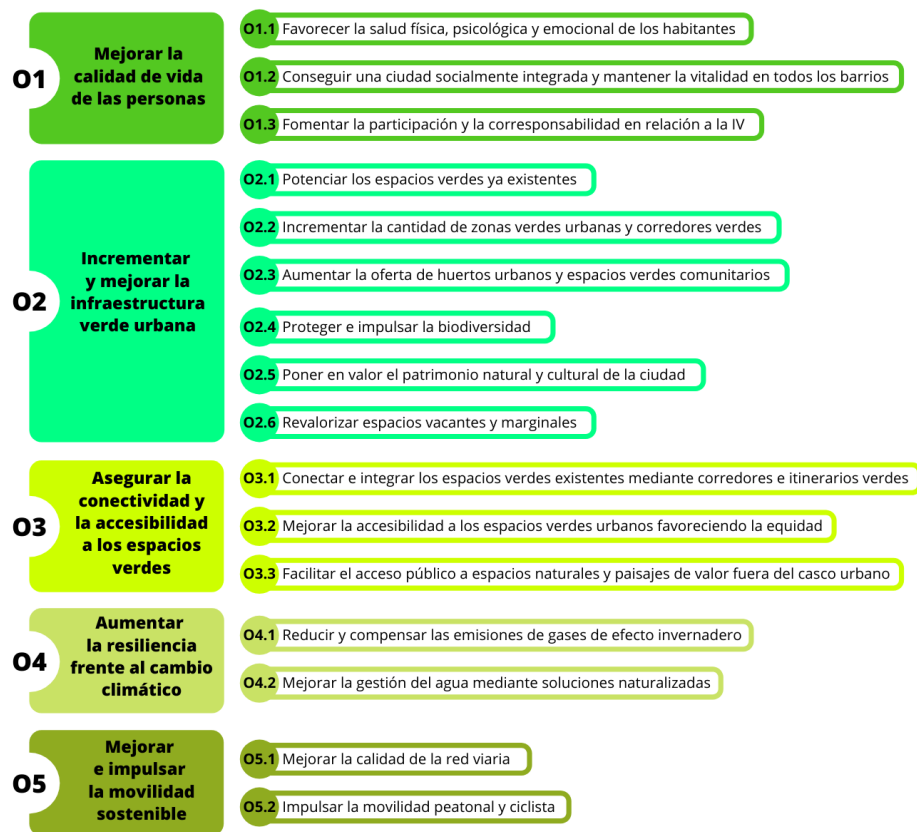 O1
Mejorar la
calidad de vida
de las personas
O1.1 Favorecer la salud física, psicológica y emocional de los habitantes
O1.2 Conseguir una ciudad socialmente integrada y mantener la vitalidad en todos los barrios
O1.3 Fomentar la participación y la corresponsabilidad en relación a la IV
O2
Incrementar
y mejorar la
infraestructura
verde urbana
O2.1 Potenciar los espacios verdes ya existentes
O2.2 Incrementar la cantidad de zonas verdes urbanas y corredores verdes
O2.3 Aumentar la oferta de huertos urbanos y espacios verdes comunitarios
O2.4 Proteger e impulsar la biodiversidad
O2.5 Poner en valor el patrimonio natural y cultural de la ciudad
O2.6 Revalorizar espacios vacantes y marginales
O3
Asegurar la
conectividad y
la accesibilidad
a los espacios
verdes
O3.1 Conectar e integrar los espacios verdes existentes mediante corredores e itinerarios verdes
O3.2 Mejorar la accesibilidad a los espacios verdes urbanos favoreciendo la equidad
O3.3 Facilitar el acceso público a espacios naturales y paisajes de valor fuera del casco urbano
O4
Aumentar
la resiliencia
frente al cambio
climático
O4.1 Reducir y compensar las emisiones de gases de efecto invernadero
O4.2 Mejorar la gestión del agua mediante soluciones naturalizadas
O5
Mejorar
e impulsar
la movilidad
sostenible
O5.1 Mejorar la calidad de la red viaria
O5.2 Impulsar la movilidad peatonal y ciclista